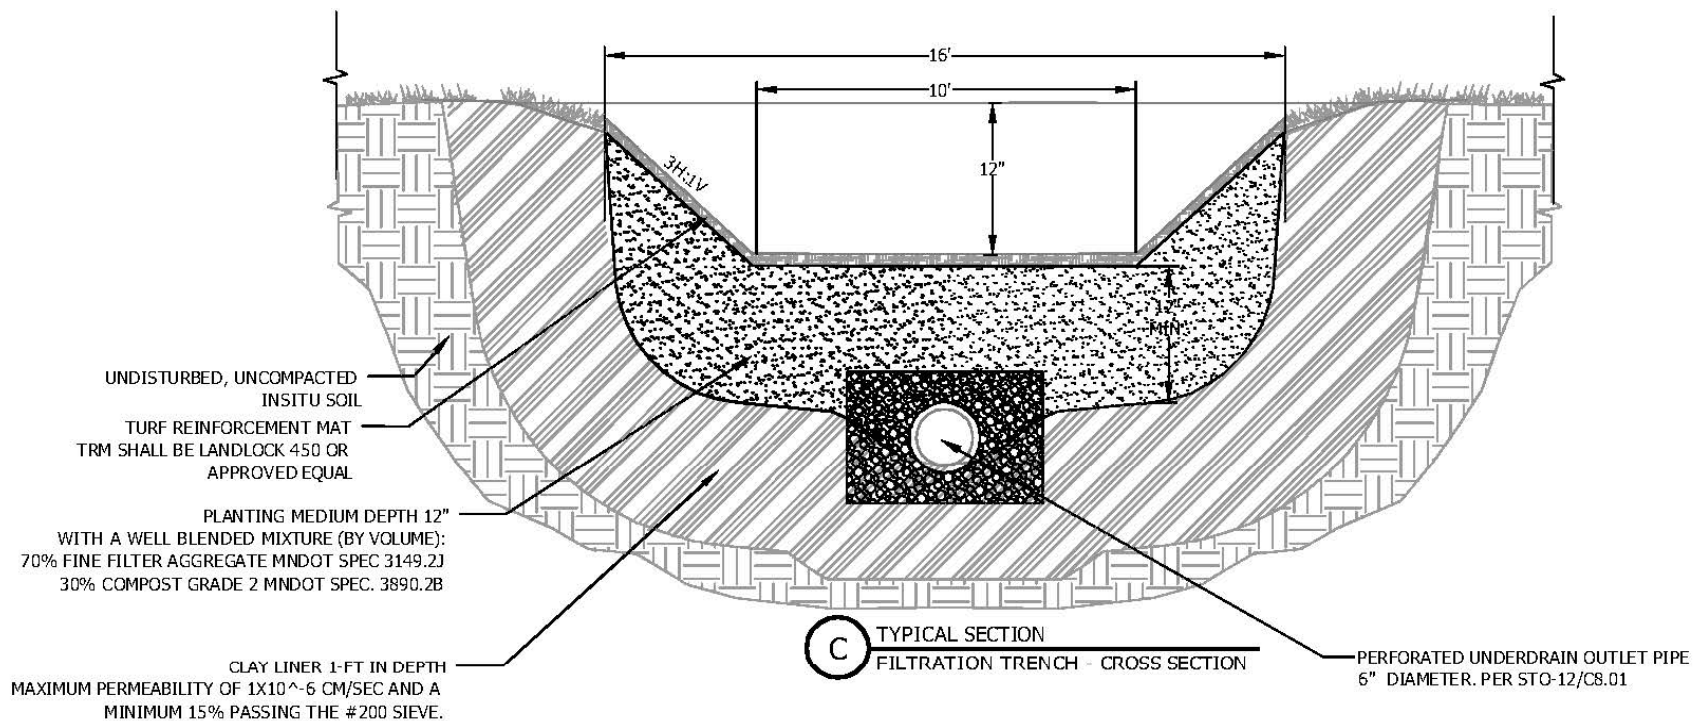 16'
10'
12"
3H:1V
12"
MIN
UNDISTURBED, UNCOMPACTED
INSITU SOIL
TURF REINFORCEMENT MAT
TRM SHALL BE LANDLOCK 450 OR
APPROVED EQUAL
PLANTING MEDIUM DEPTH 12"
WITH A WELL BLENDED MIXTURE (BY VOLUME):
70% FINE FILTER AGGREGATE MNDOT SPEC 3149.2J
30% COMPOST GRADE 2 MNDOT SPEC. 3890.2B
CLAY LINER 1-FT IN DEPTH
MAXIMUM PERMEABILITY OF 1X10^-6 CM/SEC AND A
MINIMUM 15% PASSING THE #200 SIEVE.
C
TYPICAL SECTION
FILTRATION TRENCH - CROSS SECTION
PERFORATED UNDERDRAIN OUTLET PIPE
6" DIAMETER. PER STO-12/C8.01